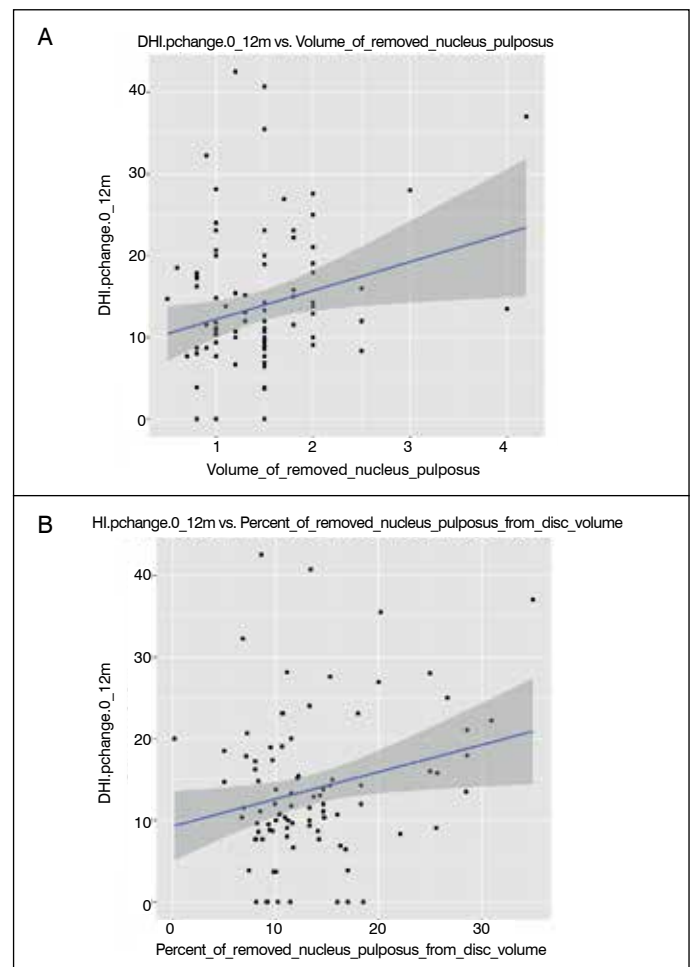 A
DHI.pchange.0_12m vs. Volume_of_removed_nucleus_pulposus
DHI.pchange.0_12m
40
30
20
10
0
1 2 3 4
Volume_of_removed_nucleus_pulposus
B
HI.pchange.0_12m vs. Percent_of_removed_nucleus_pulposus_from_disc_volume
DHI.pchange.0_12m
40
30
20
10
0
0 10 20 30
Percent_of_removed_nucleus_pulposus_from_disc_volume